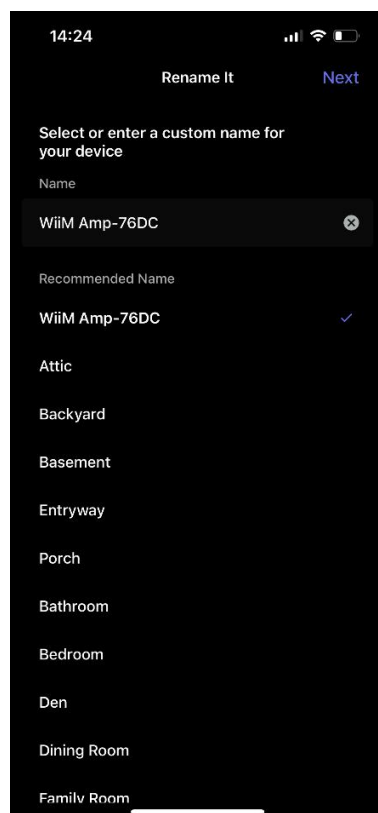 14:24
Rename It
Next
Select or enter a custom name for
your device
Name
WiiM Amp-76DC
Recommended Name
WiiM Amp-76DC
Attic
Backyard
Basement
Entryway
Porch
Bathroom
Bedroom
Den
Dining Room
Family Room